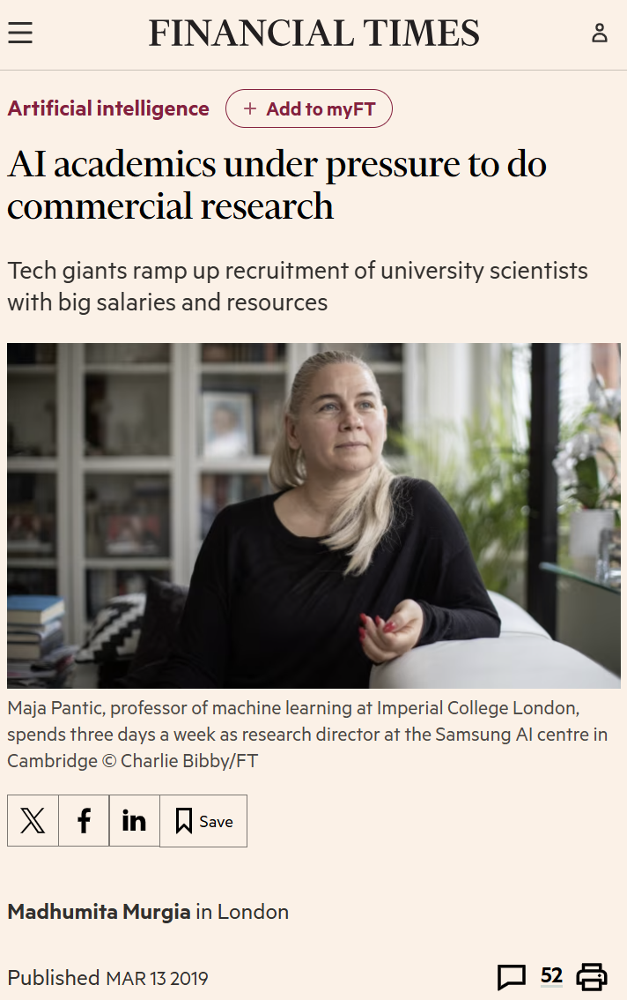 FINANCIAL TIMES
Artificial intelligence
+ Add to myFT
AI academics under pressure to do
commercial research
Tech giants ramp up recruitment of university scientists
with big salaries and resources
Maja Pantic, professor of machine learning at Imperial College London,
spends three days a week as research director at the Samsung AI centre in
Cambridge © Charlie Bibby/FT
Save
Madhumita Murgia in London
Published MAR 13 2019
52